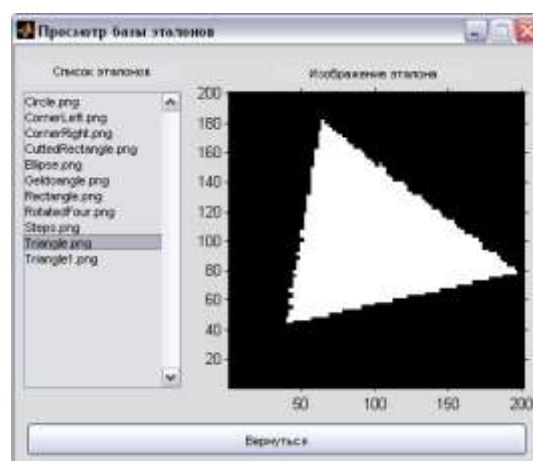 Просмотр базы эталонов
Список эталонов
Изображение эталона
Circle.png
CornerLeft.png
CornerRight.png
CuttedRectangle.png
Ellipse.png
Rectangle.png
RotatedFour.png
Steps.png
Triangle.png
Triangle1.png
200
180
160
140
120
100
80
60
40
20
50
100
150
200
Вернуться